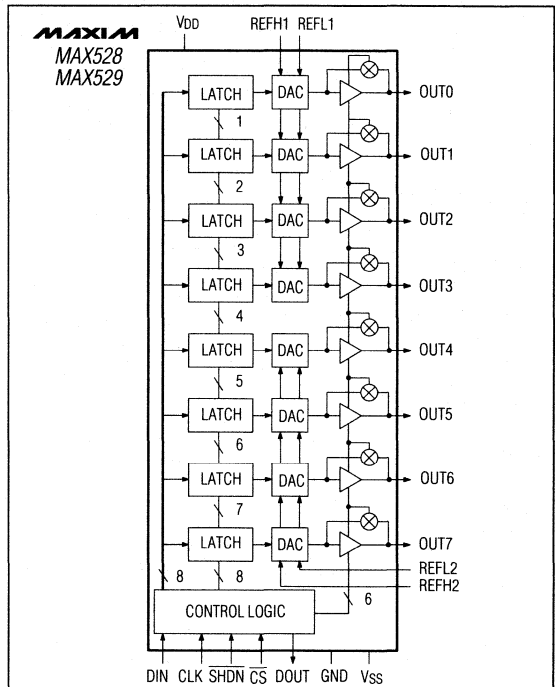 VDD REFH1 REFL1
MAXIM
MAX528
MAX529
LATCH DAC OUT0
1
LATCH DAC OUT1
2
LATCH DAC OUT2
3
LATCH DAC OUT3
4
LATCH DAC OUT4
5
LATCH DAC OUT5
6
LATCH DAC OUT6
7
LATCH DAC OUT7
REFL2
8 8 REFH2
6
CONTROL LOGIC
DIN CLK SHDN CS DOUT GND VSS